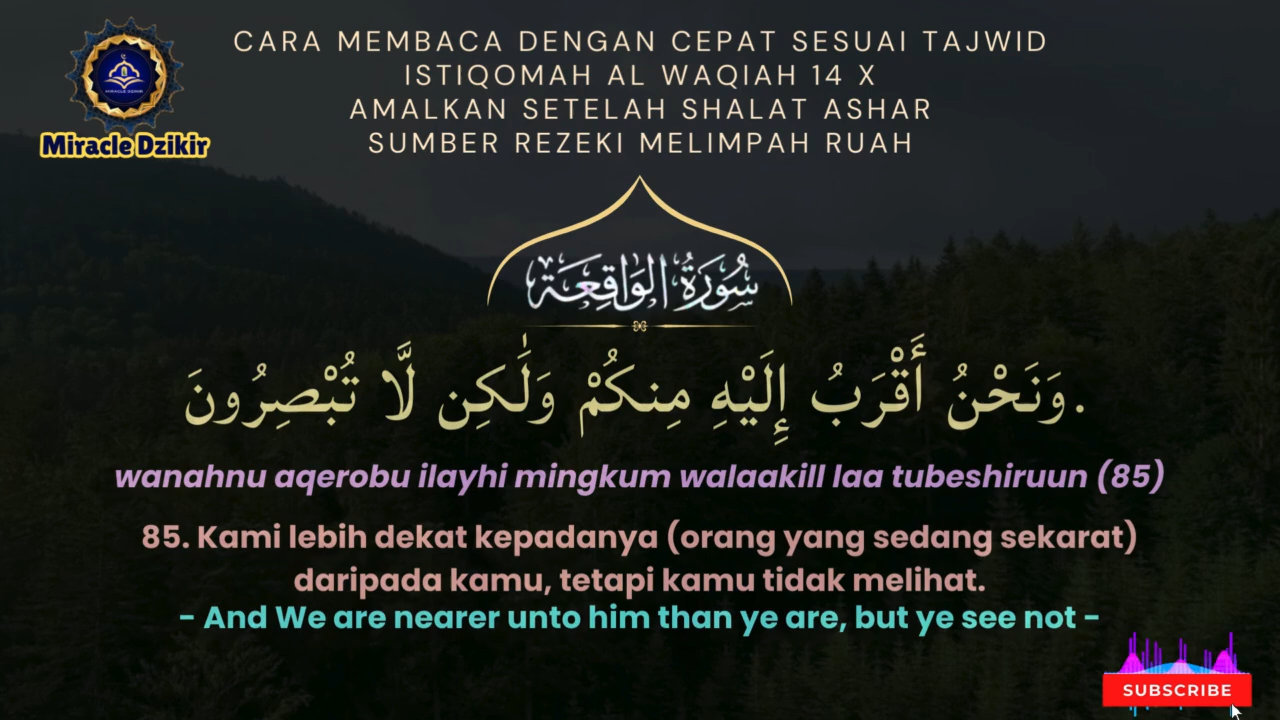 CARA MEMBACA DENGAN CEPAT SESUAI TAJWID
ISTIQOMAH AL WAQIAH 14 X
AMALKAN SETELAH SHALAT ASHAR
SUMBER REZEKI MELIMPAH RUAH
MIRACLE DZIKIR
Miracle Dzikir
سُورَةُ الوَاقِعَة
وَنَحْنُ أَقْرَبُ إِلَيْهِ مِنكُمْ وَلَٰكِن لَّا تُبْصِرُونَ.
wanahnu aqerobu ilayhi mingkum walaakill laa tubeshiruun (85)
85. Kami lebih dekat kepadanya (orang yang sedang sekarat)
daripada kamu, tetapi kamu tidak melihat.
- And We are nearer unto him than ye are, but ye see not -
SUBSCRIBE